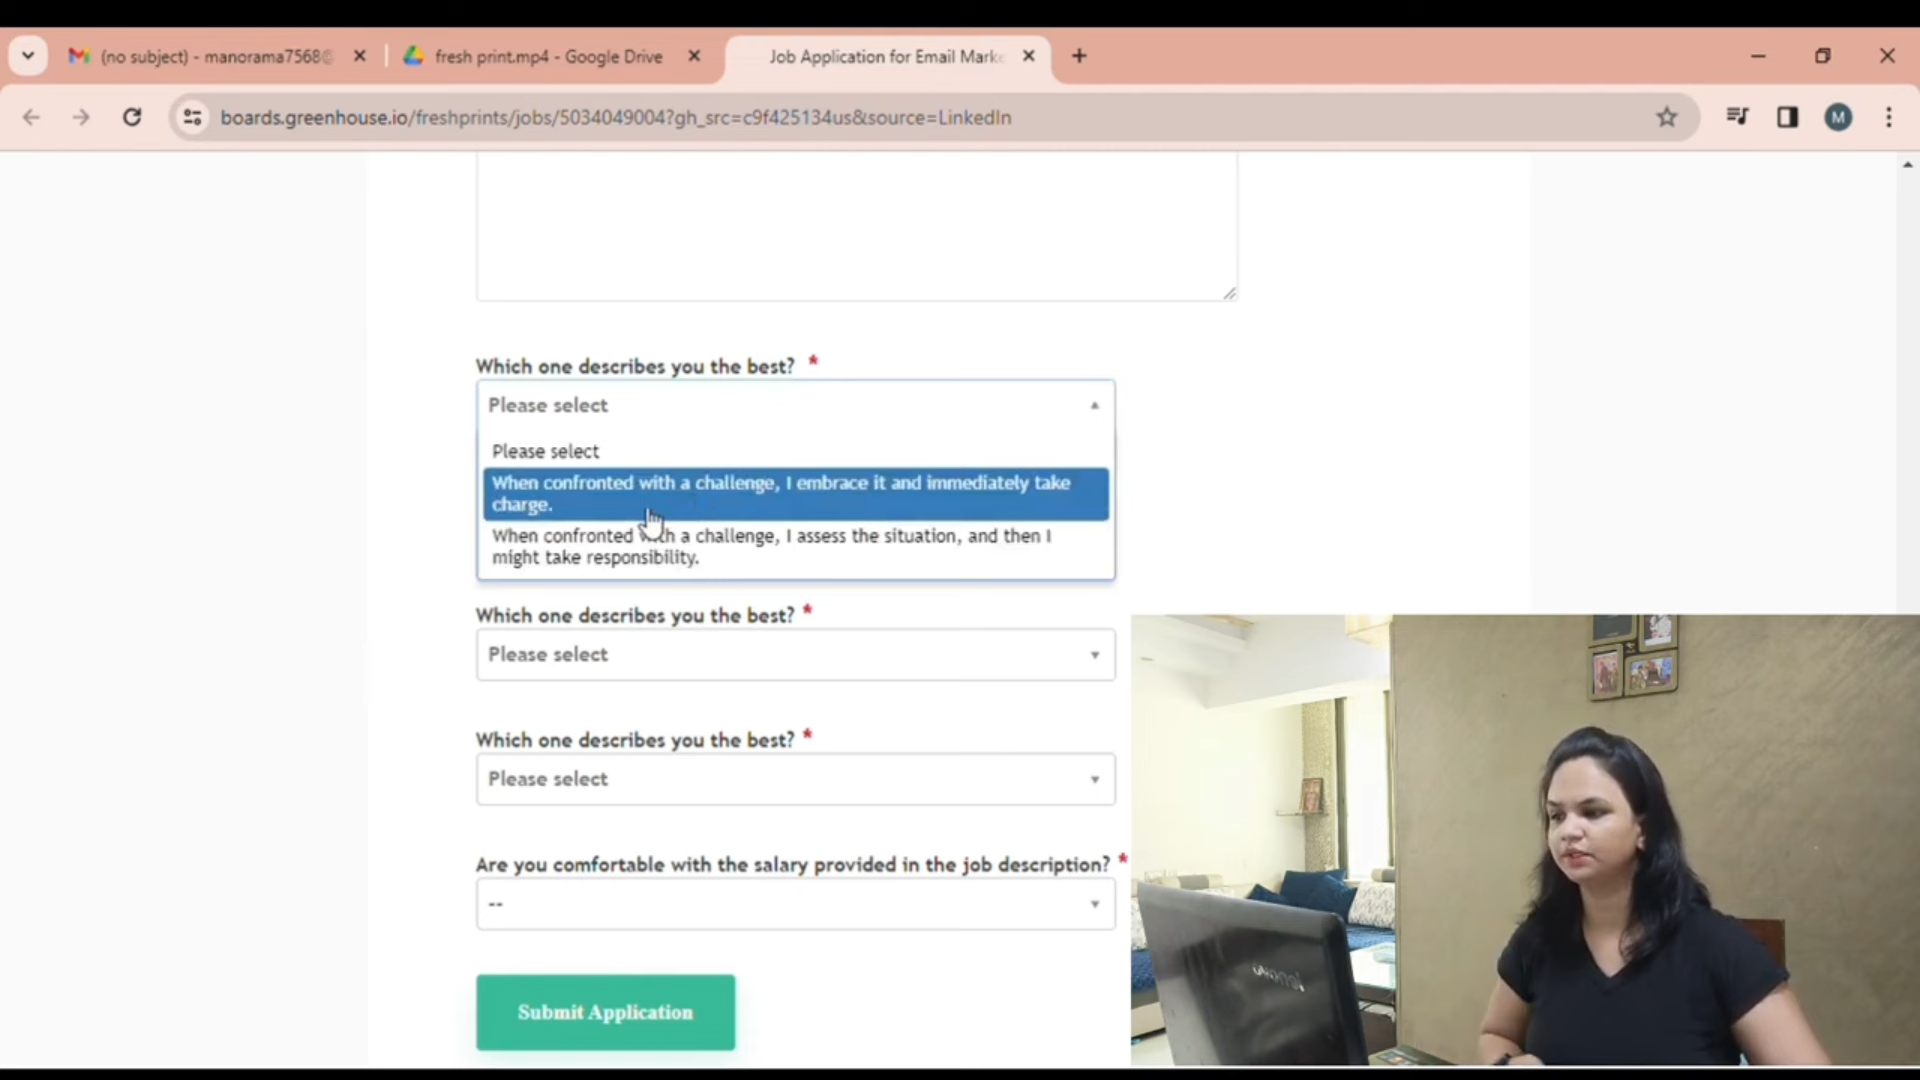 (no subject) - manorama7568@
fresh print.mp4 - Google Drive
Job Application for Email Marke
boards.greenhouse.io/freshprints/jobs/5034049004?gh_src=c9f425134us&source=LinkedIn
M
Which one describes you the best? *
Please select
Please select
When confronted with a challenge, I embrace it and immediately take
charge.
When confronted with a challenge, I assess the situation, and then I
might take responsibility.
Which one describes you the best? *
Please select
Which one describes you the best? *
Please select
Are you comfortable with the salary provided in the job description? *
--
Submit Application
lenovo